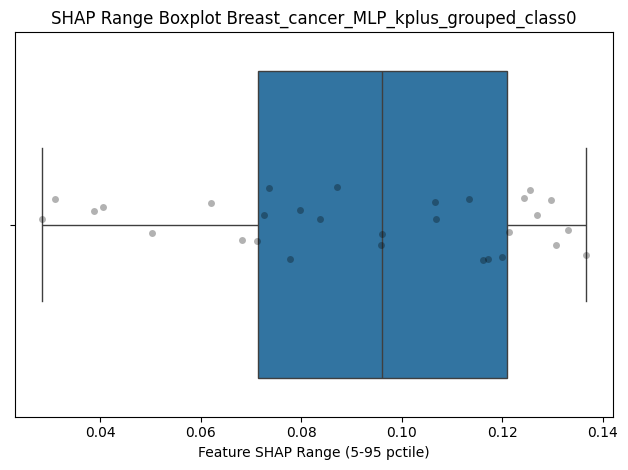 SHAP Range Boxplot Breast_cancer_MLP_kplus_grouped_class0
0.04 0.06 0.08 0.10 0.12 0.14
Feature SHAP Range (5-95 pctile)